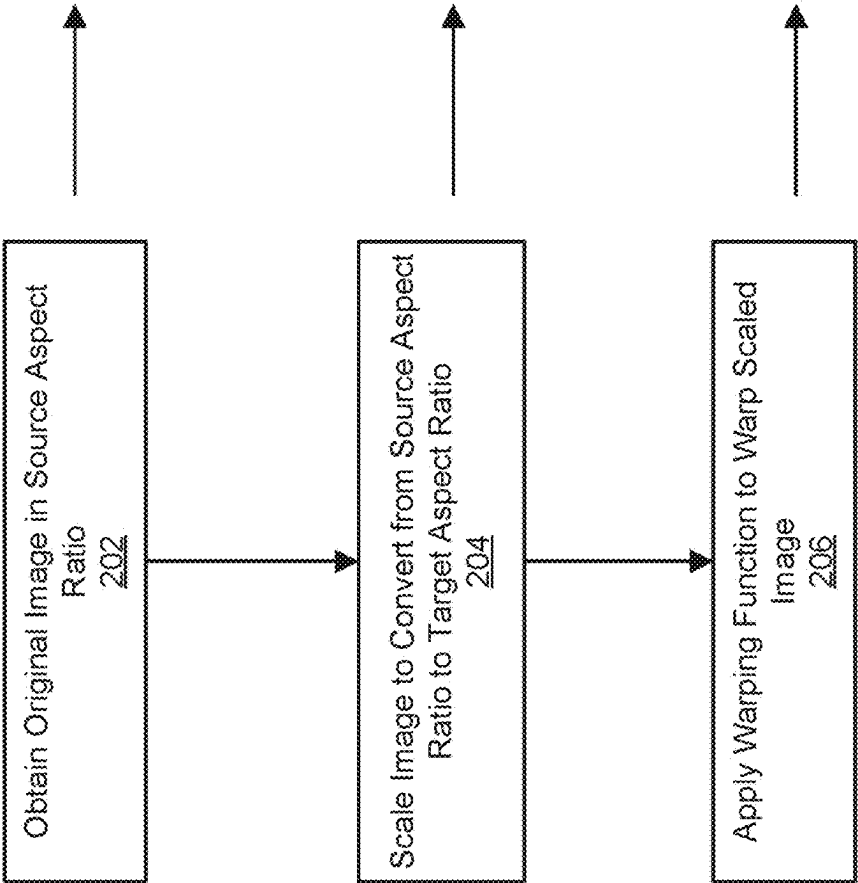 Obtain Original Image in Source Aspect
Ratio
202
Scale Image to Convert from Source Aspect
Ratio to Target Aspect Ratio
204
Apply Warping Function to Warp Scaled
Image
206